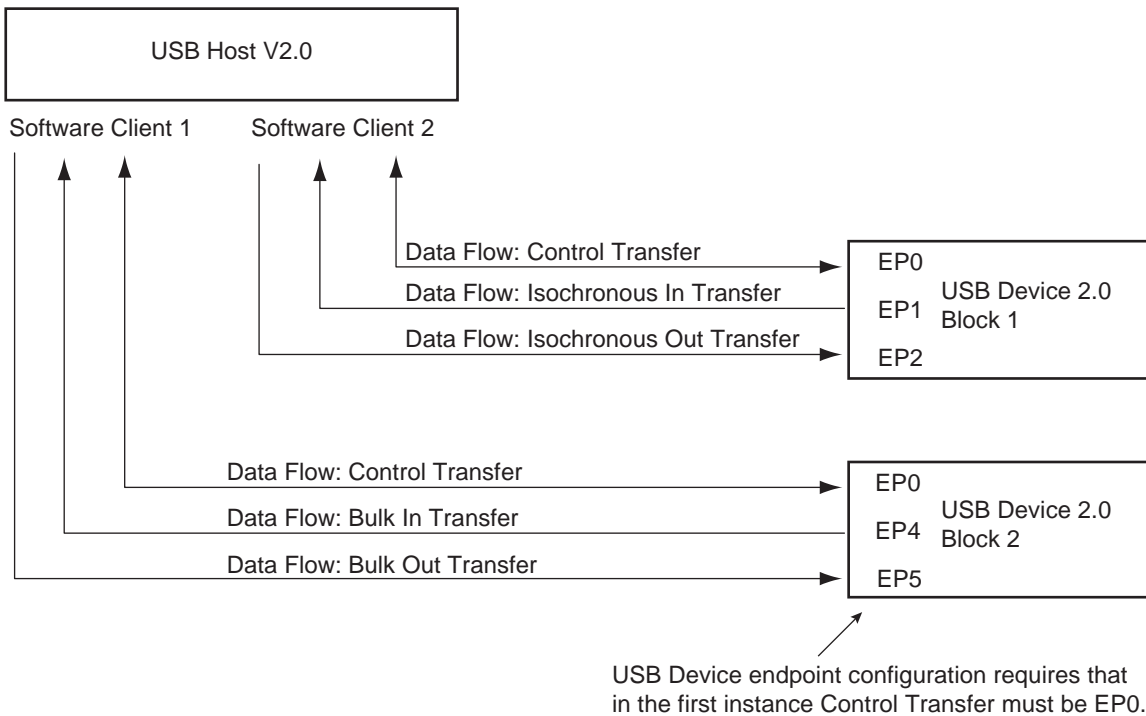 USB Host V2.0
Software Client 1
Software Client 2
Data Flow: Control Transfer
Data Flow: Isochronous In Transfer
Data Flow: Isochronous Out Transfer
EP0
EP1
EP2
USB Device 2.0
Block 1
Data Flow: Control Transfer
Data Flow: Bulk In Transfer
Data Flow: Bulk Out Transfer
EP0
EP4
EP5
USB Device 2.0
Block 2
USB Device endpoint configuration requires that
in the first instance Control Transfer must be EP0.